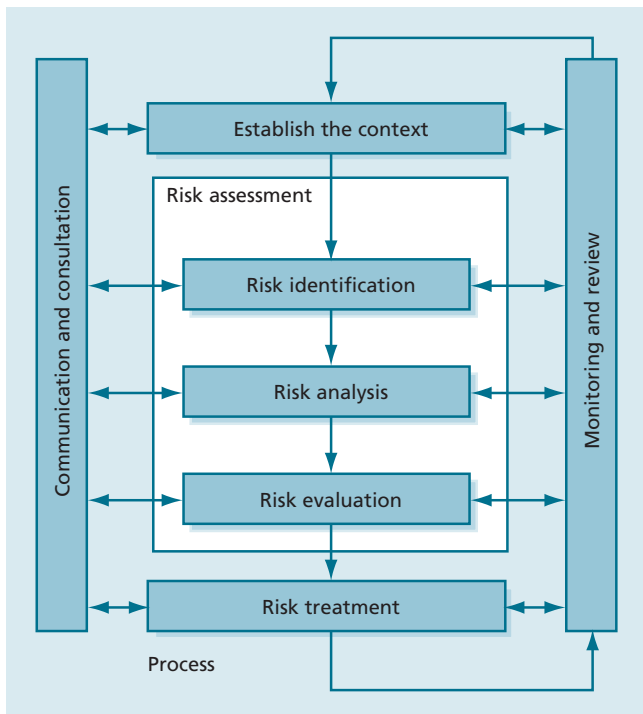 Establish the context
Risk assessment
Risk identification
Risk analysis
Risk evaluation
Risk treatment
Process
Communication and consultation
Monitoring and review